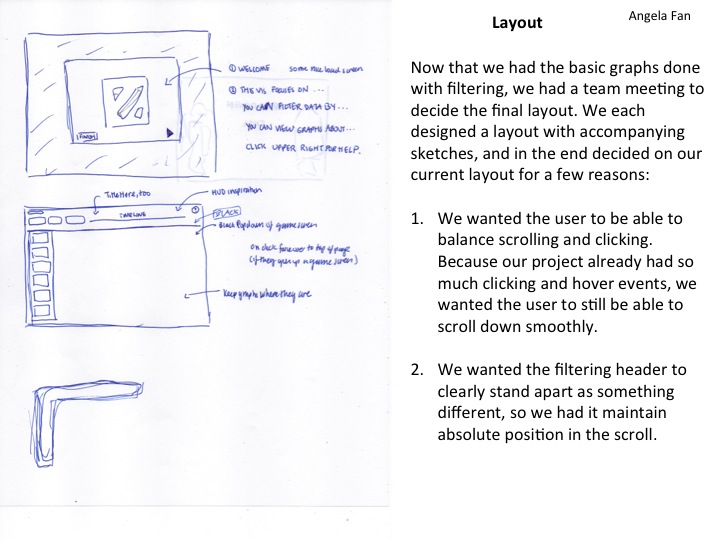 Angela Fan
Layout
Now that we had the basic graphs done
with filtering, we had a team meeting to
decide the final layout. We each
designed a layout with accompanying
sketches, and in the end decided on our
current layout for a few reasons:
1. We wanted the user to be able to
balance scrolling and clicking.
Because our project already had so
much clicking and hover events, we
wanted the user to still be able to
scroll down smoothly.
2. We wanted the filtering header to
clearly stand apart as something
different, so we had it maintain
absolute position in the scroll.
① WELCOME some nice load screen
② THE VIS FOCUSES ON ...
YOU CAN FILTER DATA BY...
YOU CAN VIEW GRAPHS ABOUT...
CLICK UPPER RIGHT FOR HELP.
FINISH
Title Here, too
HUD inspiration
TIMELINE
?
BLACK
Black Popdown of game screen
on click force user to top of page
(if they open up in game screen)
keep graphs where they are